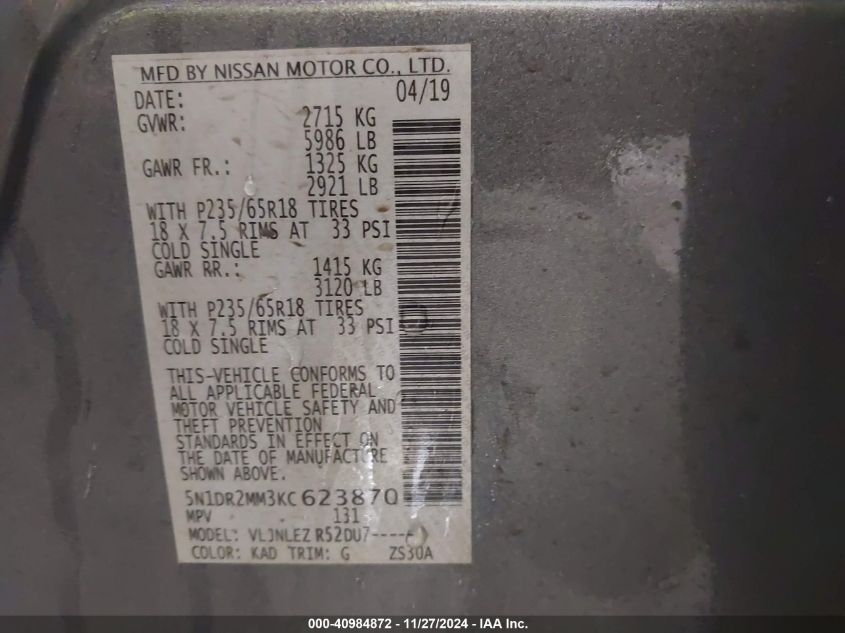 MFD BY NISSAN MOTOR CO., LTD.
DATE: 04/19
GVWR: 2715 KG
5986 LB
GAWR FR.: 1325 KG
2921 LB
WITH P235/65R18 TIRES
18 X 7.5 RIMS AT 33 PSI
COLD SINGLE
GAWR RR.: 1415 KG
3120 LB
WITH P235/65R18 TIRES
18 X 7.5 RIMS AT 33 PSI
COLD SINGLE
THIS-VEHICLE CONFORMS TO
ALL APPLICABLE FEDERAL
MOTOR VEHICLE SAFETY AND
THEFT PREVENTION
STANDARDS IN EFFECT ON
THE DATE OF MANUFACTURE
SHOWN ABOVE.
5N1DR2MM3KC623870
MPV 131
MODEL: VLJNLEZ R52DU7-----
COLOR: KAD TRIM: G ZS30A
000-40984872 — 11/27/2024 — IAA Inc.